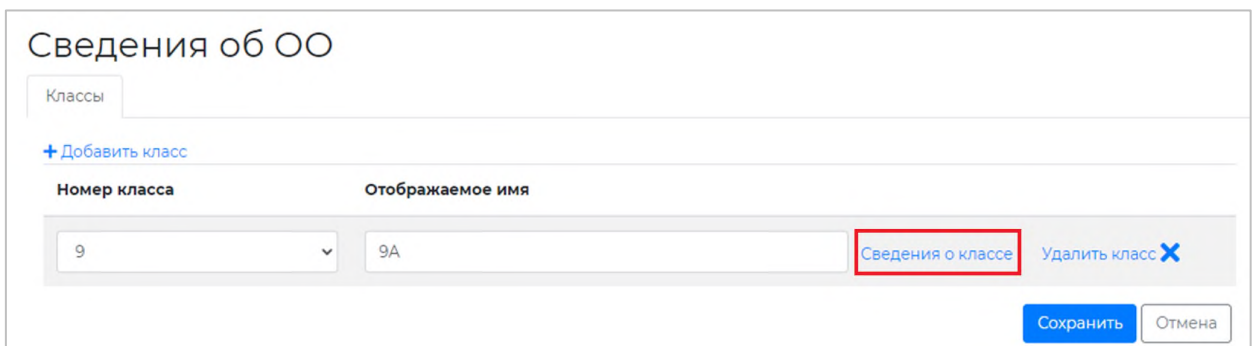 Сведения об ОО
Классы
+ Добавить класс
Номер класса Отображаемое имя
9 9А Сведения о классе Удалить класс
Сохранить Отмена